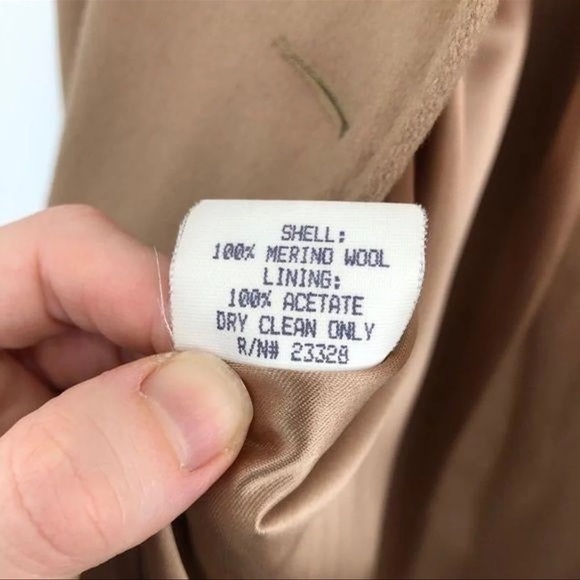 SHELL:
100% MERINO WOOL
LINING:
100% ACETATE
DRY CLEAN ONLY
R/N# 23328